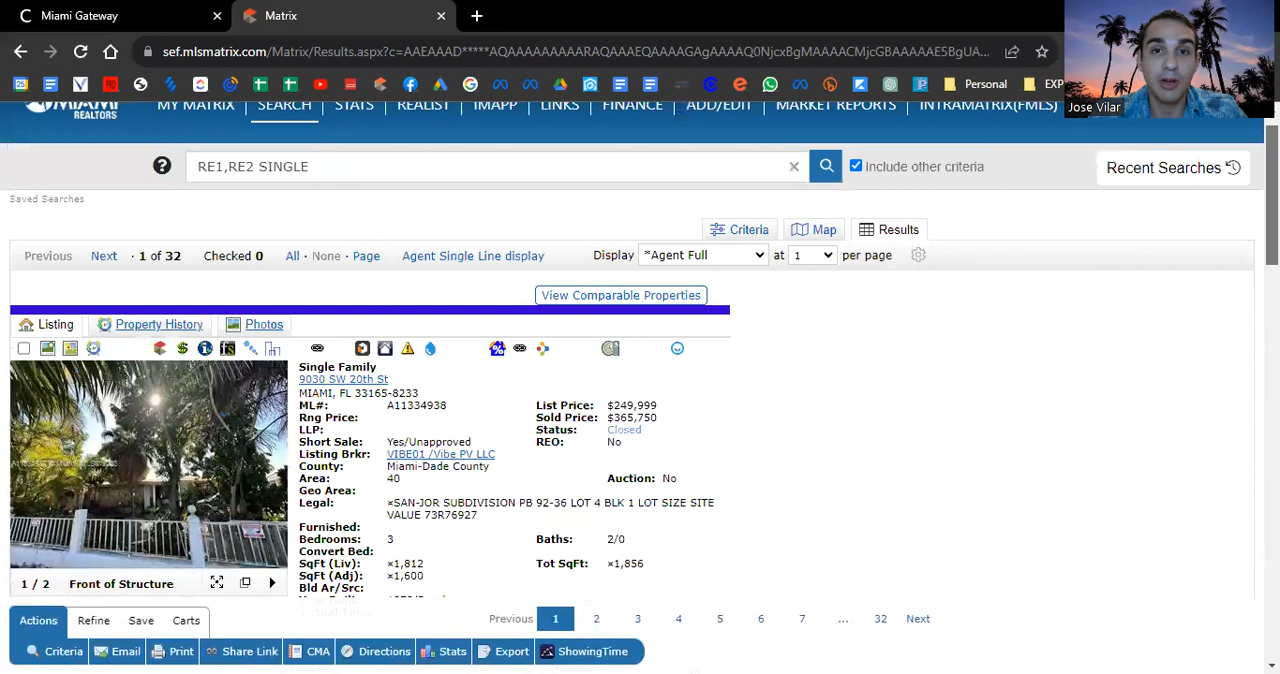 Miami Gateway
Matrix
sef.mlsmatrix.com/Matrix/Results.aspx?c=AAEAAAD*****AQAAAAAAAAARAQAAAEQAAAAGAgAAAAQ0NjcxBgMAAAACMjcGBAAAAAE5BgUA...
Personal
EXP
Jose Vilar
MIAMI
REALTORS
MY MATRIX SEARCH STATS REALIST IMAPP LINKS FINANCE ADD/EDIT MARKET REPORTS INTRAMATRIX(FMLS)
RE1,RE2 SINGLE
Include other criteria
Recent Searches
Saved Searches
Criteria Map Results
Previous Next · 1 of 32 Checked 0 All · None · Page Agent Single Line display Display *Agent Full at 1 per page
View Comparable Properties
Listing Property History Photos
Single Family
9030 SW 20th St
MIAMI, FL 33165-8233
ML#: A11334938 List Price: $249,999
Rng Price: Sold Price: $365,750
LLP: Status: Closed
Short Sale: Yes/Unapproved REO: No
Listing Brkr: VIBE01 /Vibe PV LLC
County: Miami-Dade County
Area: 40 Auction: No
Geo Area:
Legal: ¤SAN-JOR SUBDIVISION PB 92-36 LOT 4 BLK 1 LOT SIZE SITE
VALUE 73R76927
Furnished:
Bedrooms: 3 Baths: 2/0
Convert Bed:
SqFt (Liv): ¤1,812 Tot SqFt: ¤1,856
SqFt (Adj): ¤1,600
Bld Ar/Src:
1 / 2 Front of Structure
Actions Refine Save Carts
Previous 1 2 3 4 5 6 7 ... 32 Next
Criteria Email Print Share Link CMA Directions Stats Export ShowingTime